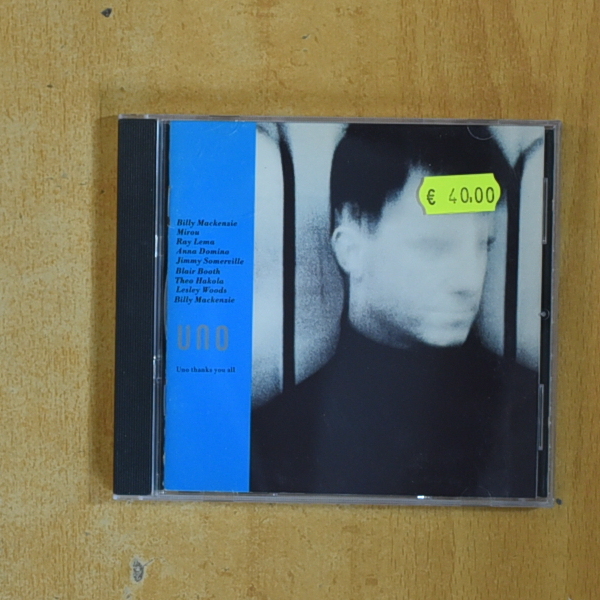 € 40,00
Billy Mackenzie
Mirou
Ray Lema
Anna Domino
Jimmy Somerville
Blair Booth
Theo Hakola
Lesley Woods
Billy Mackenzie
UNO
Uno thanks you all